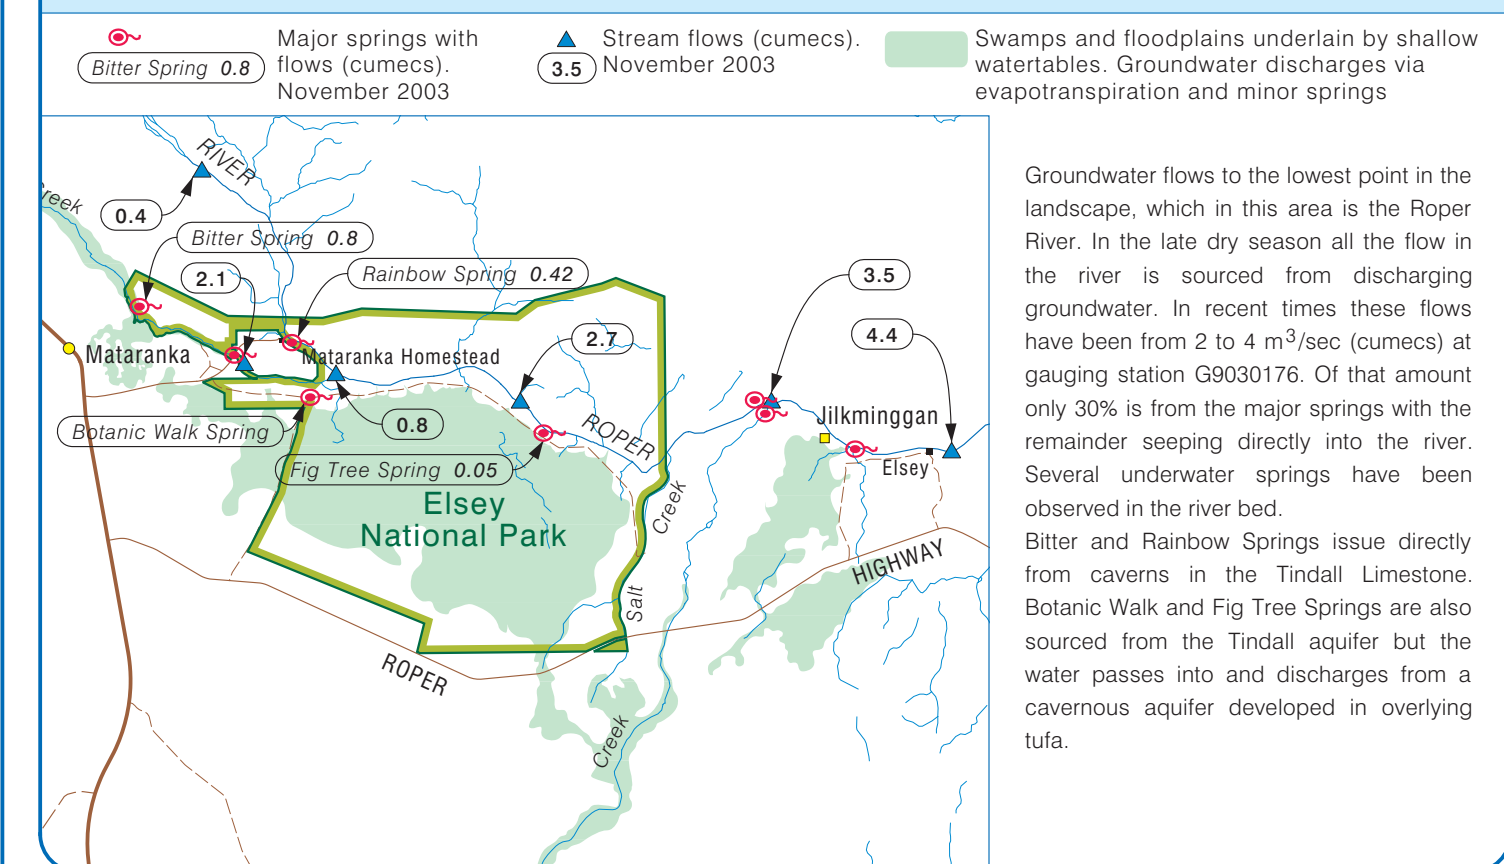 Bitter Spring 0.8
Major springs with
flows (cumecs).
November 2003
3.5
Stream flows (cumecs).
November 2003
Swamps and floodplains underlain by shallow
watertables. Groundwater discharges via
evapotranspiration and minor springs
RIVER
reek
0.4
Bitter Spring 0.8
2.1
Rainbow Spring 0.42
3.5
2.7
4.4
Mataranka
Mataranka Homestead
Jilkminggan
Botanic Walk Spring
0.8
ROPER
Elsey
Fig Tree Spring 0.05
Creek
Elsey
National Park
HIGHWAY
Salt
ROPER
Creek
Groundwater flows to the lowest point in the
landscape, which in this area is the Roper
River. In the late dry season all the flow in
the river is sourced from discharging
groundwater. In recent times these flows
have been from 2 to 4 m³/sec (cumecs) at
gauging station G9030176. Of that amount
only 30% is from the major springs with the
remainder seeping directly into the river.
Several underwater springs have been
observed in the river bed.
Bitter and Rainbow Springs issue directly
from caverns in the Tindall Limestone.
Botanic Walk and Fig Tree Springs are also
sourced from the Tindall aquifer but the
water passes into and discharges from a
cavernous aquifer developed in overlying
tufa.